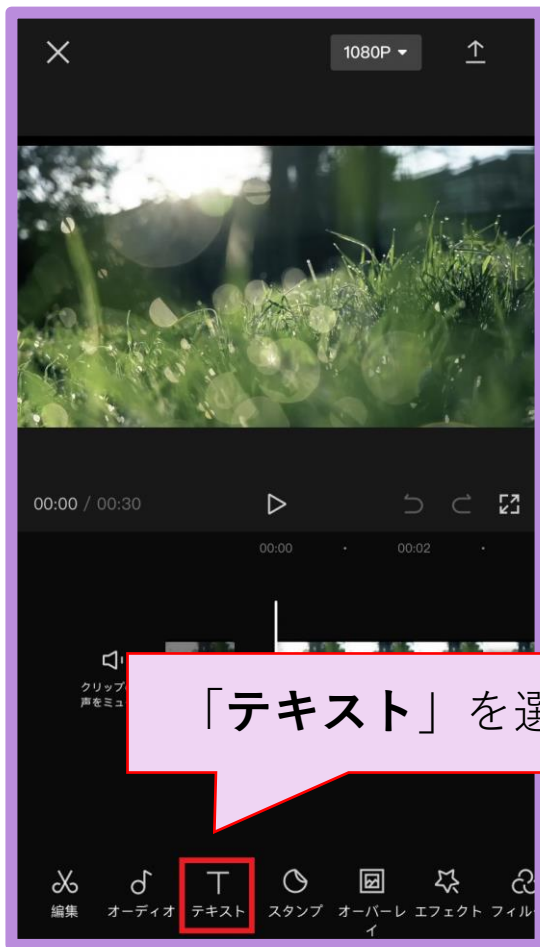 1080P
00:00 / 00:30
00:00
00:02
クリップ
声をミュ
「テキスト」を選
編集
オーディオ
テキスト
スタンプ
オーバーレ
イ
エフェクト
フィル